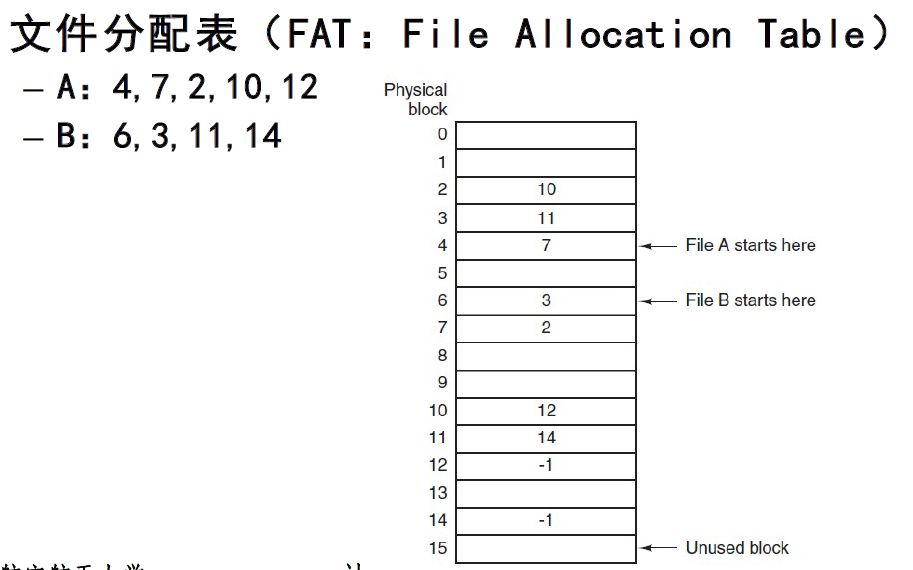 文件分配表（FAT：File Allocation Table）
– A：4,7,2,10,12
– B：6,3,11,14
Physical
block
0
1
2 10
3 11
4 7 File A starts here
5
6 3 File B starts here
7 2
8
9
10 12
11 14
12 -1
13
14 -1
15 Unused block